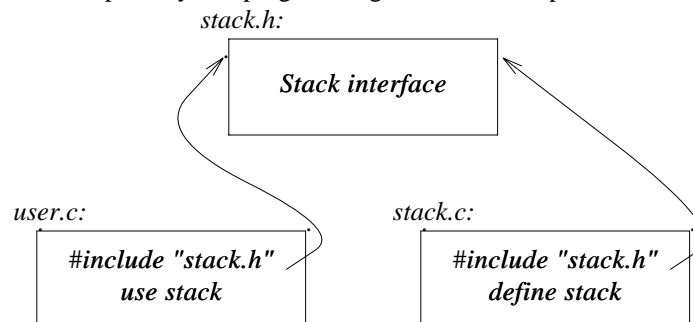 stack.h:
Stack interface
user.c:
stack.c:
#include "stack.h"
use stack
#include "stack.h"
define stack